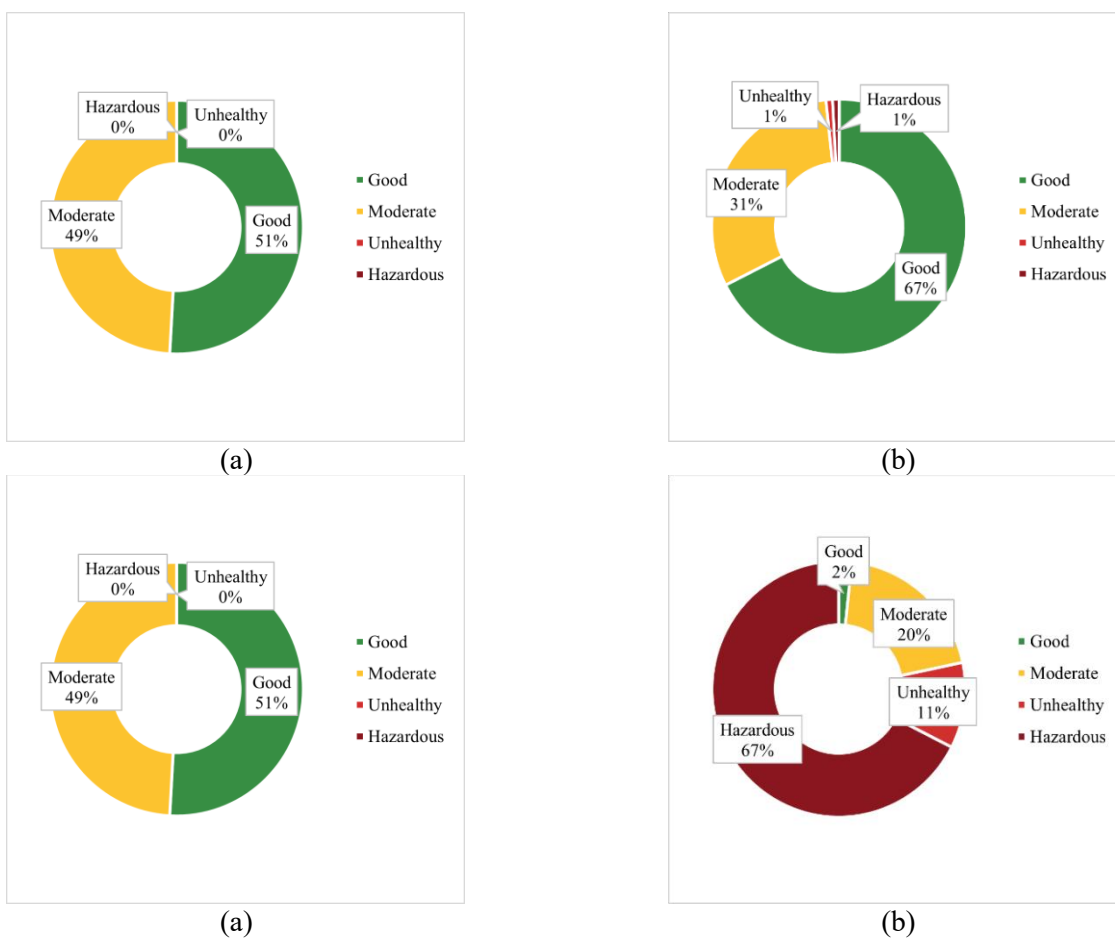 Hazardous
0%
Unhealthy
0%
Moderate
49%
Good
51%
Good
Moderate
Unhealthy
Hazardous
(a)
Unhealthy
1%
Hazardous
1%
Moderate
31%
Good
67%
Good
Moderate
Unhealthy
Hazardous
(b)
Hazardous
0%
Unhealthy
0%
Moderate
49%
Good
51%
Good
Moderate
Unhealthy
Hazardous
(a)
Good
2%
Moderate
20%
Unhealthy
11%
Hazardous
67%
Good
Moderate
Unhealthy
Hazardous
(b)